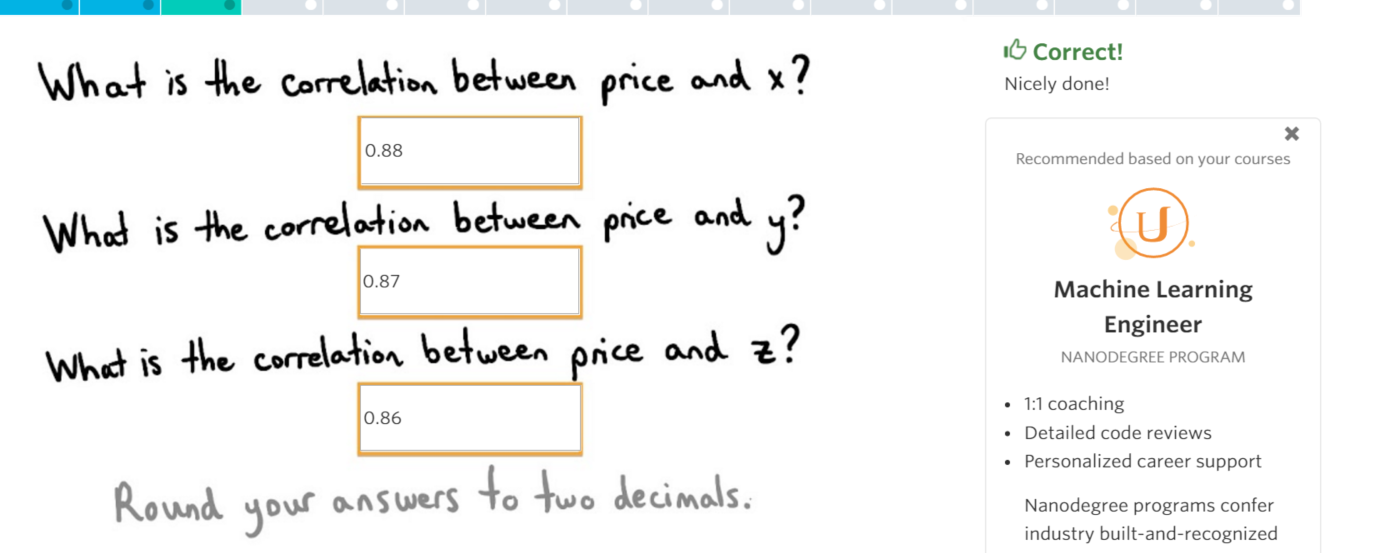 What is the correlation between price and x?
0.88
What is the correlation between price and y?
0.87
What is the correlation between price and z?
0.86
Round your answers to two decimals.
Correct!
Nicely done!
Recommended based on your courses
U
Machine Learning
Engineer
NANODEGREE PROGRAM
• 1:1 coaching
• Detailed code reviews
• Personalized career support
Nanodegree programs confer
industry built-and-recognized